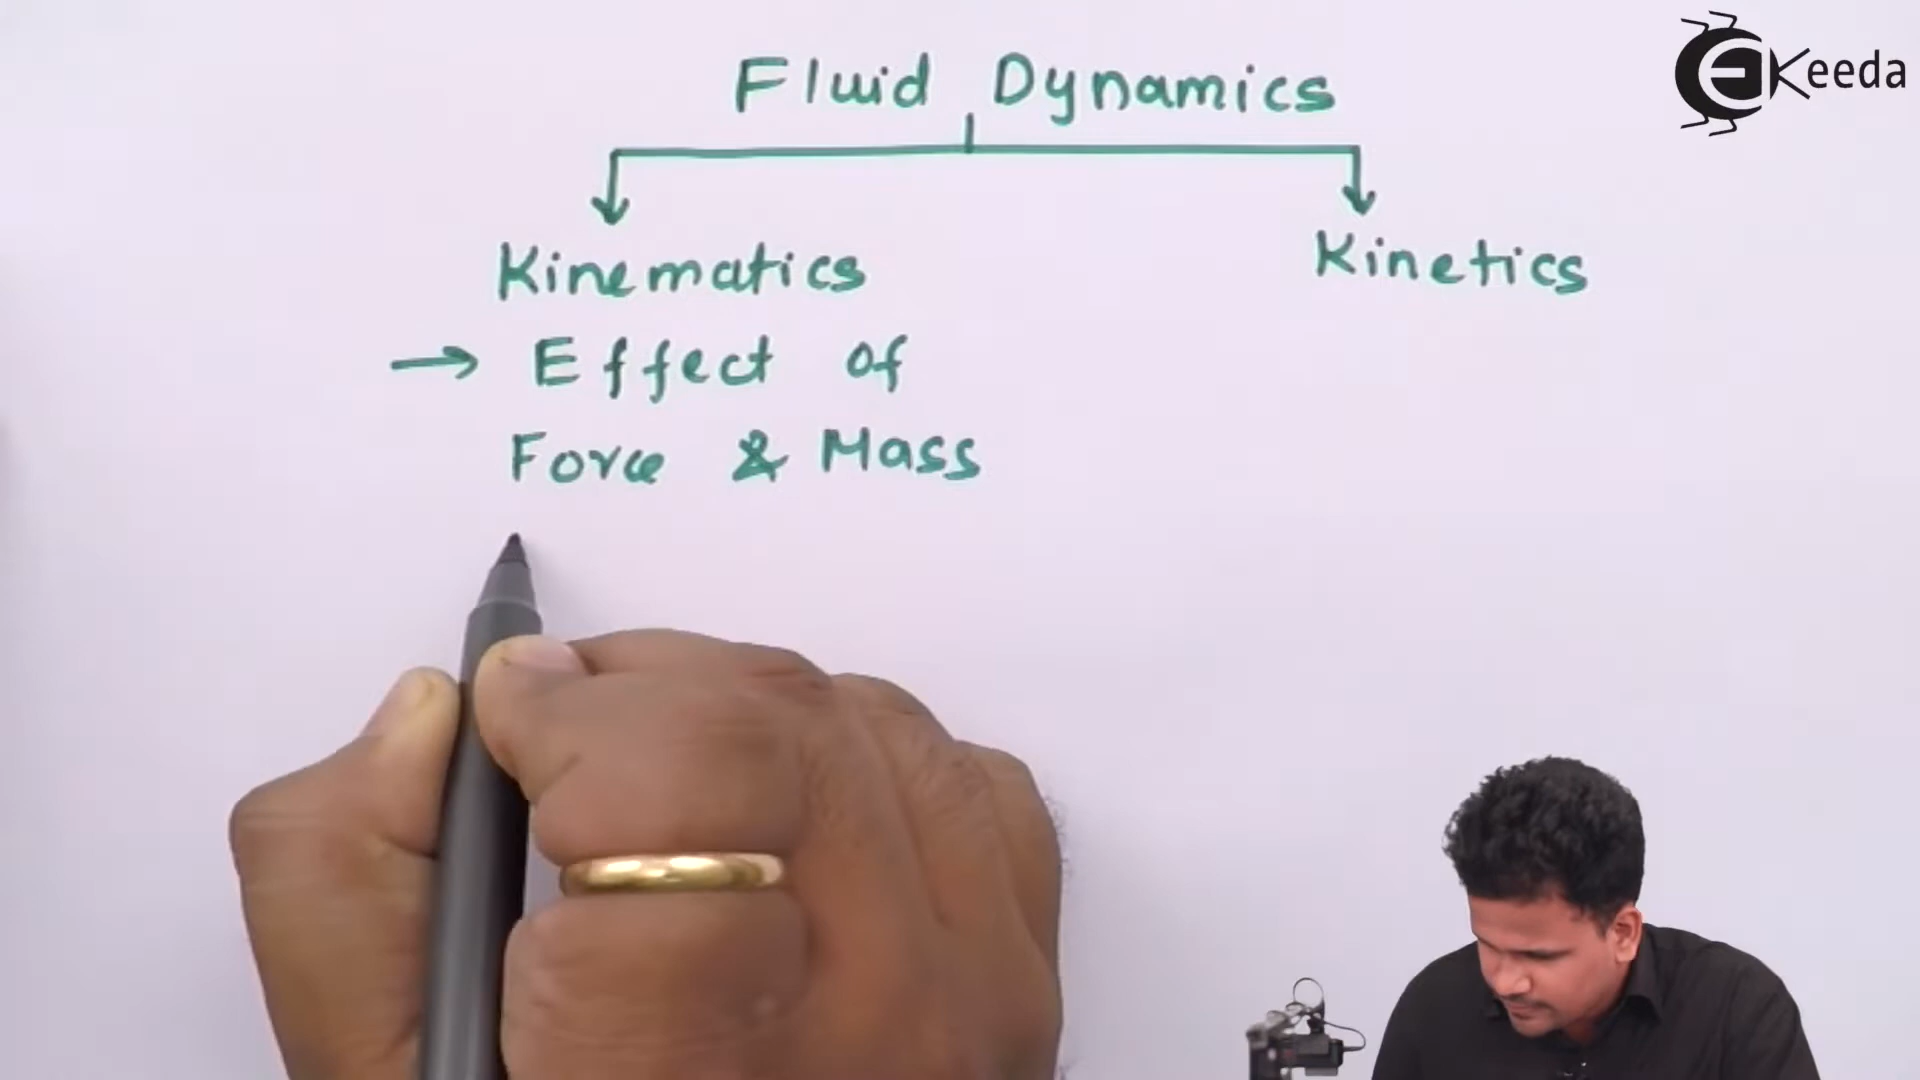 Fluid Dynamics
Keeda
Kinematics
Kinetics
→ Effect of
Force & Mass